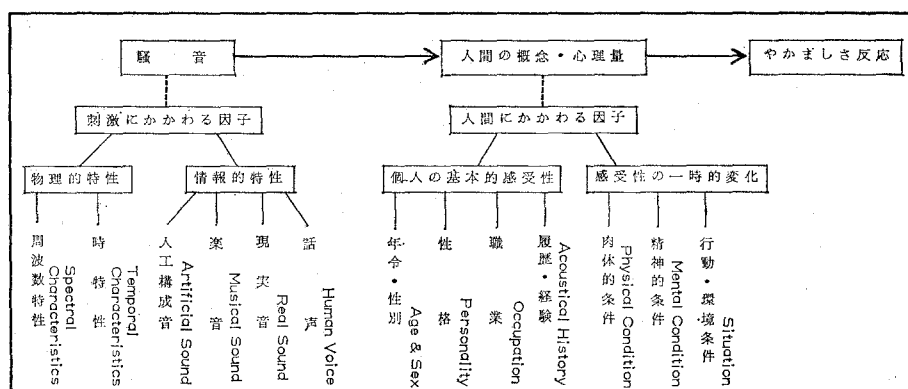 騒音
人間の概念・心理量
やかましさ反応
刺激にかかわる因子
人間にかかわる因子
物理的特性
情報的特性
個人の基本的感受性
感受性の一時的変化
周波数特性
Spectral Characteristics
時特性
Temporal Characteristics
人工構成音
Artificial Sound
楽音
Musical Sound
現実音
Real Sound
話声
Human Voice
年令・性別
Age & Sex
性格
Personality
職業
Occupation
履歴・経験
Acoustical History
肉体的条件
Physical Condition
精神的条件
Mental Condition
行動・環境条件
Situation